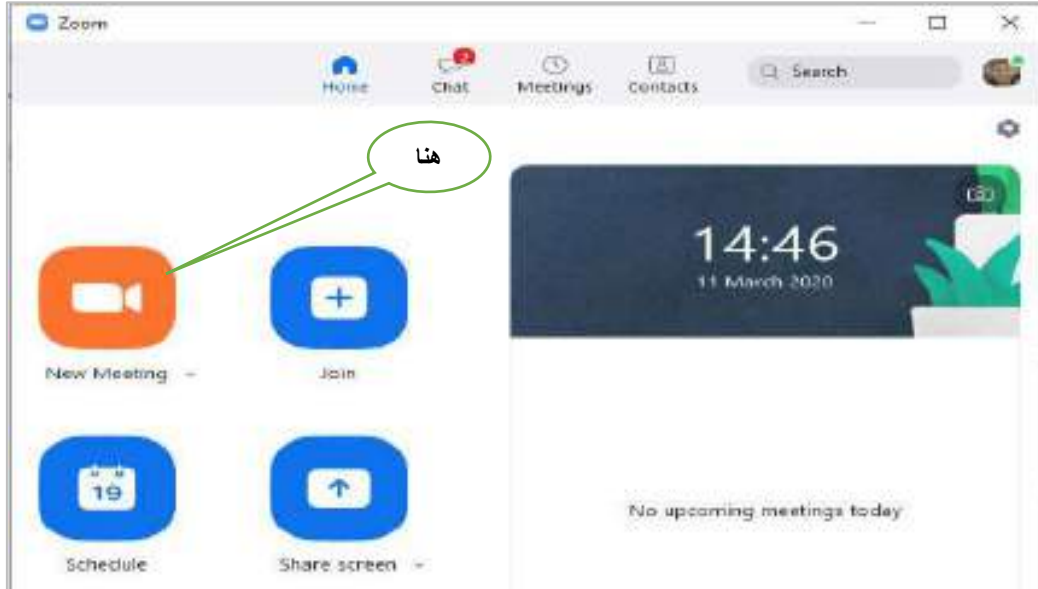 Zoom
Home
Chat
2
Meetings
Contacts
Search
هنا
14:46
11 March 2020
New Meeting
Join
19
Schedule
Share screen
No upcoming meetings today